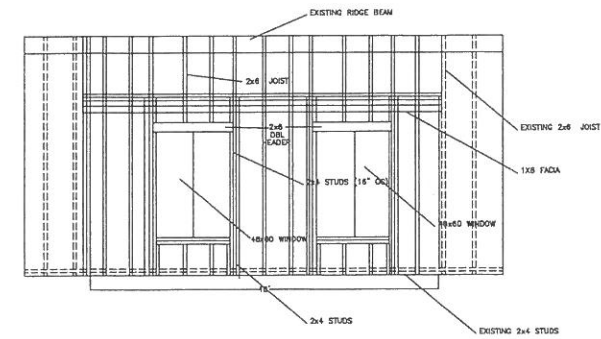 EXISTING RIDGE BEAM
2x6 JOIST
2x6
DBL
EADER
EXISTING 2x6 JOIST
1X8 FACIA
2x4 STUDS (16" OC)
48x60 WINDOW
48x60 WINDOW
2x4 STUDS
EXISTING 2x4 STUDS